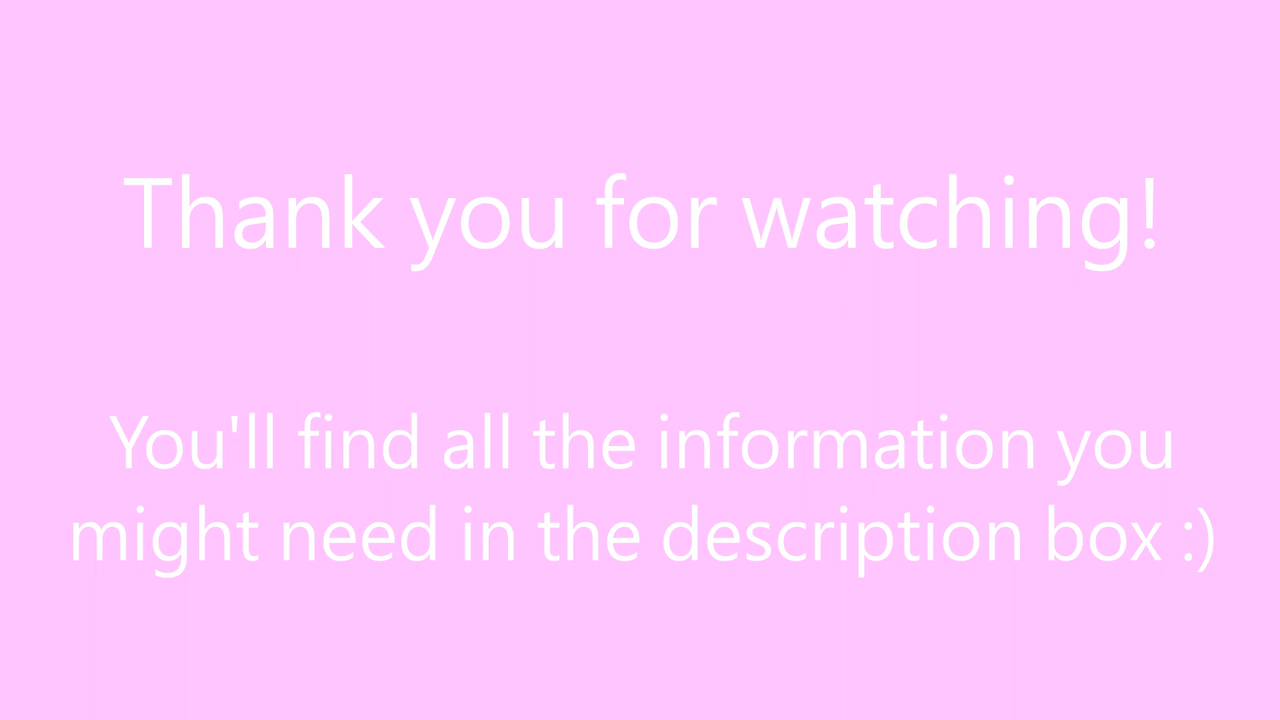 Thank you for watching!
You'll find all the information you
might need in the description box :)